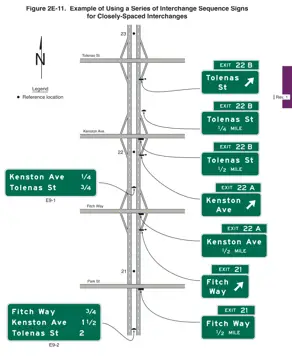 Figure 2E-11. Example of Using a Series of Interchange Sequence Signs
for Closely-Spaced Interchanges
23
N
Tolenas St
Legend
Reference location
EXIT 22 B
Tolenas
St
Rev. 1
EXIT 22 B
Tolenas St
1/4 MILE
Kenston Ave
22
EXIT 22 B
Tolenas St
1/2 MILE
Kenston Ave 1/4
Tolenas St 3/4
E9-1
EXIT 22 A
Kenston
Ave
Fitch Way
EXIT 22 A
Kenston Ave
1/2 MILE
21
EXIT 21
Fitch
Way
Park St
Fitch Way 3/4
Kenston Ave 1 1/2
Tolenas St 2
E9-2
EXIT 21
Fitch Way
1/2 MILE